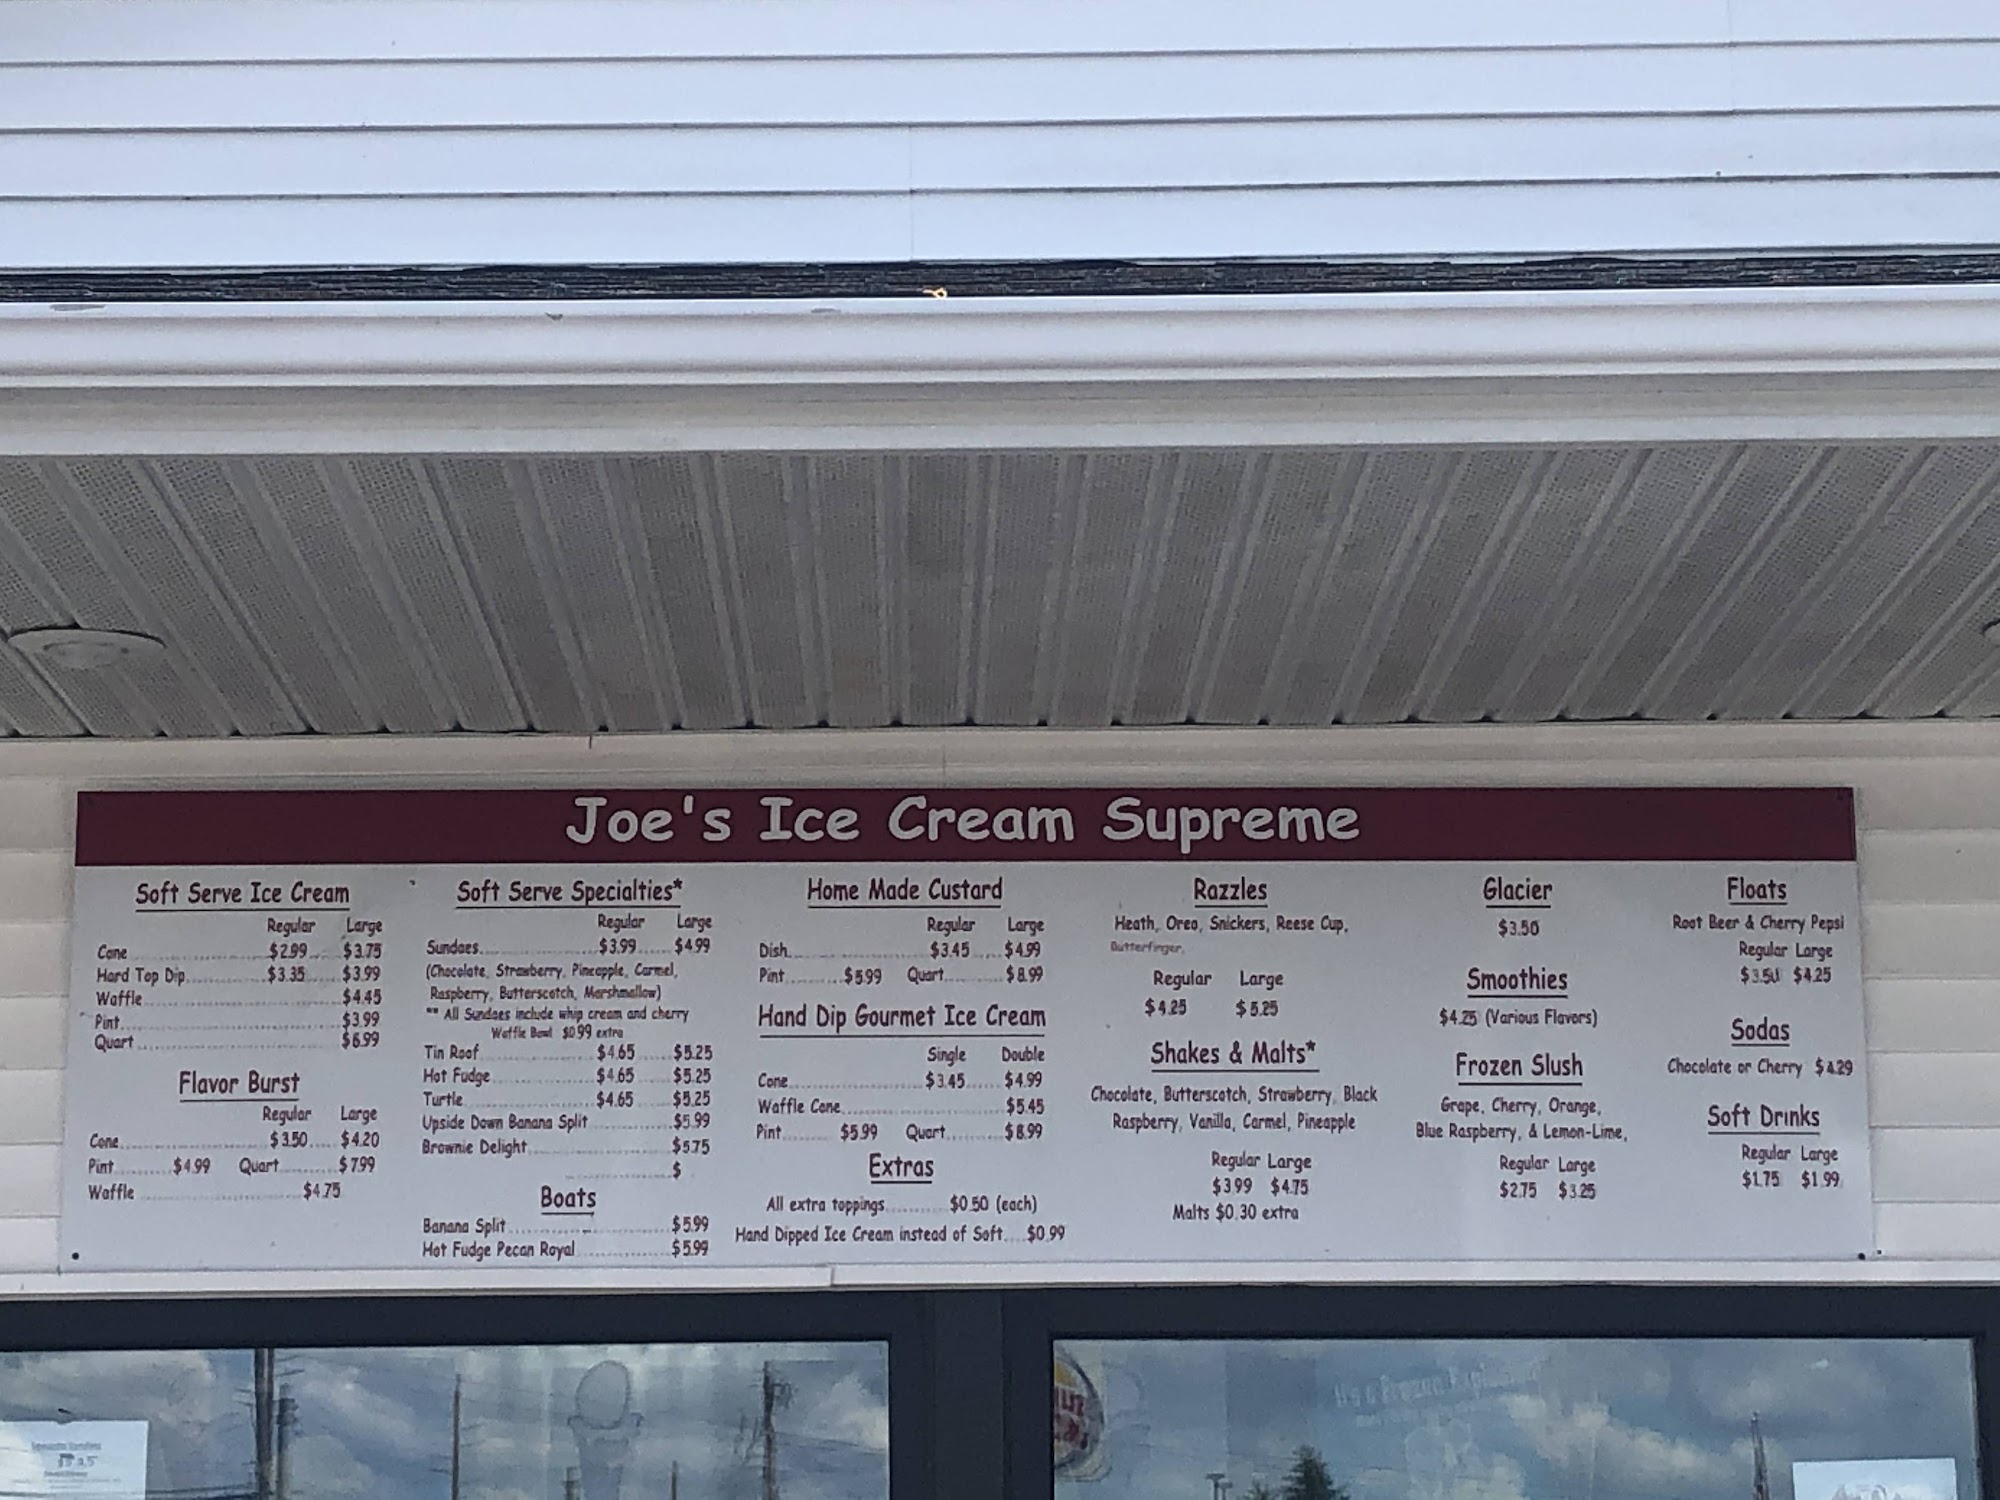 Joe's Ice Cream Supreme
Soft Serve Ice Cream
Regular Large
Cone $2.99 $3.75
Hard Top Dip $3.35 $3.99
Waffle $4.45
Pint $3.99
Quart $6.99
Flavor Burst
Regular Large
Cone $3.50 $4.20
Pint $4.99 Quart $7.99
Waffle $4.75
Soft Serve Specialties*
Regular Large
Sundaes $3.99 $4.99
(Chocolate, Strawberry, Pineapple, Carmel,
Raspberry, Butterscotch, Marshmallow)
** All Sundaes include whip cream and cherry
Waffle Bowl $0.99 extra
Tin Roof $4.65 $5.25
Hot Fudge $4.65 $5.25
Turtle $4.65 $5.25
Upside Down Banana Split $5.99
Brownie Delight $5.75
$
Boats
Banana Split $5.99
Hot Fudge Pecan Royal $5.99
Home Made Custard
Regular Large
Dish $3.45 $4.99
Pint $5.99 Quart $8.99
Hand Dip Gourmet Ice Cream
Single Double
Cone $3.45 $4.99
Waffle Cone $5.45
Pint $5.99 Quart $8.99
Extras
All extra toppings $0.50 (each)
Hand Dipped Ice Cream instead of Soft $0.99
Razzles
Heath, Oreo, Snickers, Reese Cup,
Butterfinger,
Regular Large
$4.25 $5.25
Shakes & Malts*
Chocolate, Butterscotch, Strawberry, Black
Raspberry, Vanilla, Carmel, Pineapple
Regular Large
$3.99 $4.75
Malts $0.30 extra
Glacier
$3.50
Smoothies
$4.25 (Various Flavors)
Frozen Slush
Grape, Cherry, Orange,
Blue Raspberry, & Lemon-Lime,
Regular Large
$2.75 $3.25
Floats
Root Beer & Cherry Pepsi
Regular Large
$3.50 $4.25
Sodas
Chocolate or Cherry $4.29
Soft Drinks
Regular Large
$1.75 $1.99